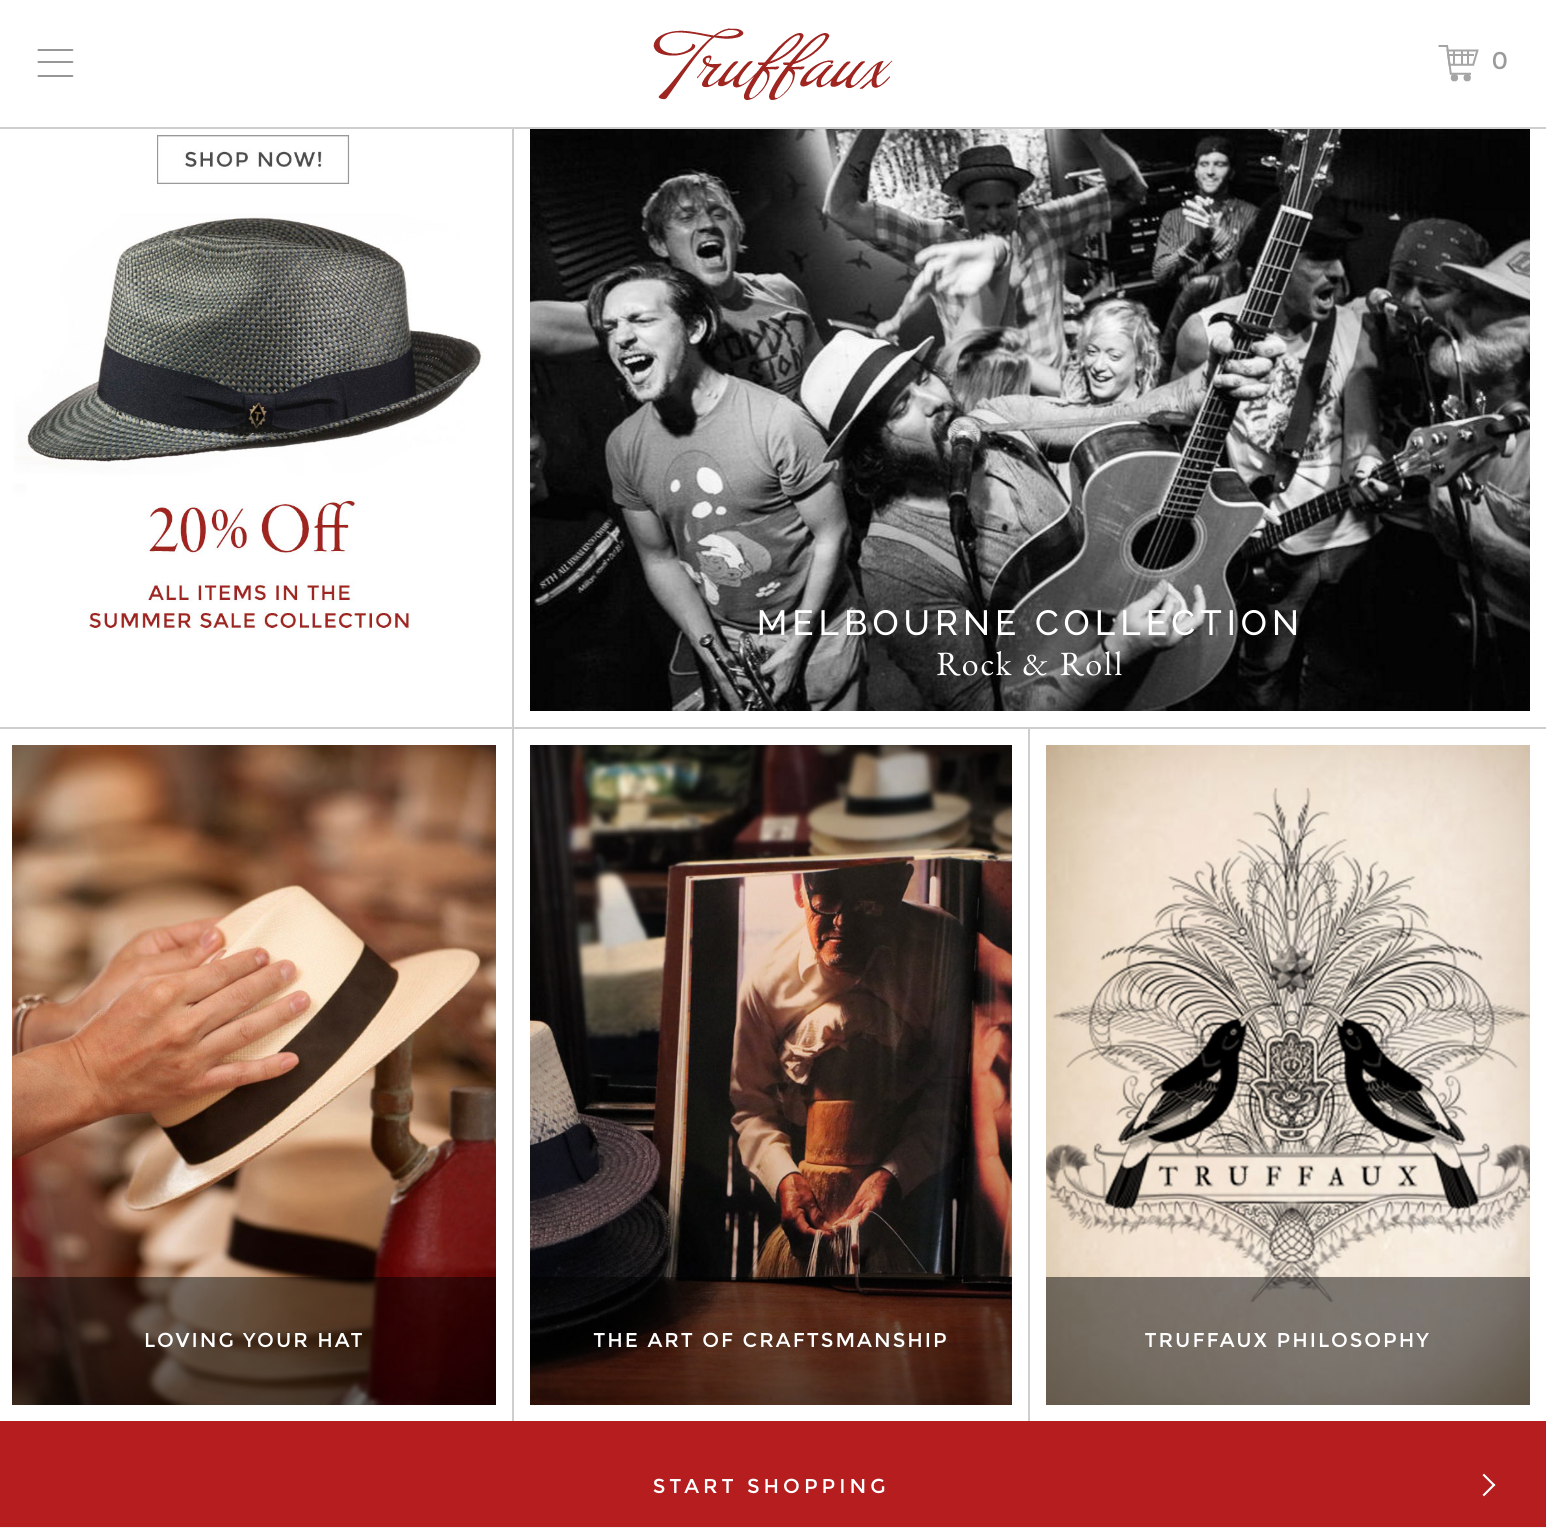 Truffaux
0
SHOP NOW!
20% Off
ALL ITEMS IN THE
SUMMER SALE COLLECTION
MELBOURNE COLLECTION
Rock & Roll
LOVING YOUR HAT
THE ART OF CRAFTSMANSHIP
TRUFFAUX
TRUFFAUX PHILOSOPHY
START SHOPPING